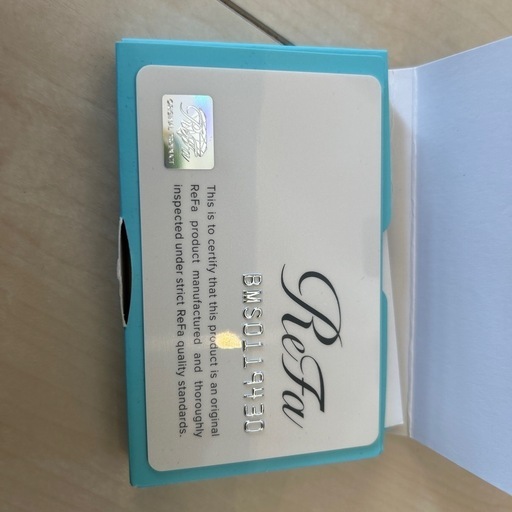 ReFa
BMS0119430
This is to certify that this product is an original
ReFa product manufactured and thoroughly
inspected under strict ReFa quality standards.